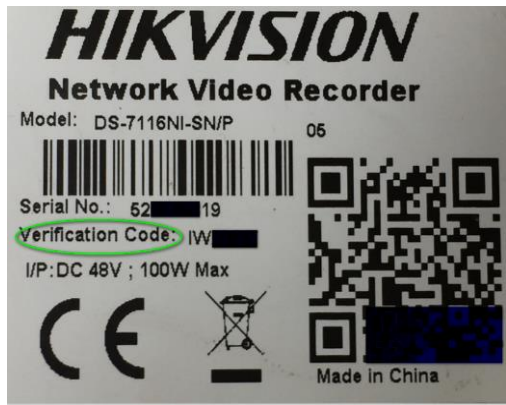 HIKVISION
Network Video Recorder
Model: DS-7116NI-SN/P
05
Serial No.: 52 19
Verification Code: IW
I/P:DC 48V ; 100W Max
CE
Made in China